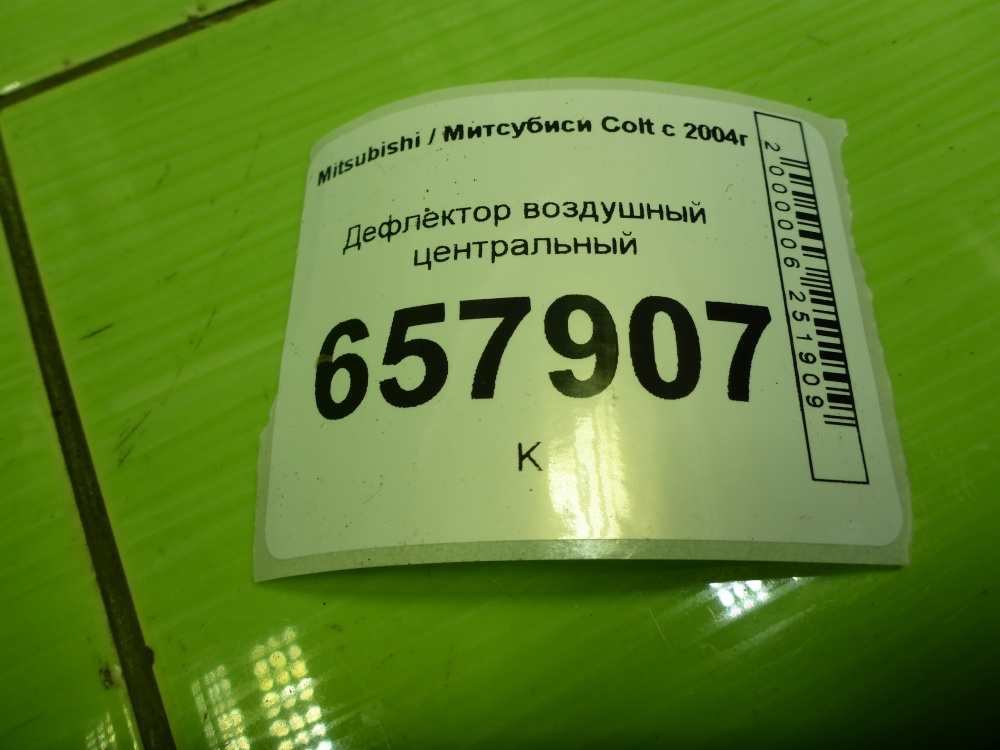 Mitsubishi / Митсубиси Colt с 2004г
Дефлектор воздушный
центральный
657907
К
2000006251909